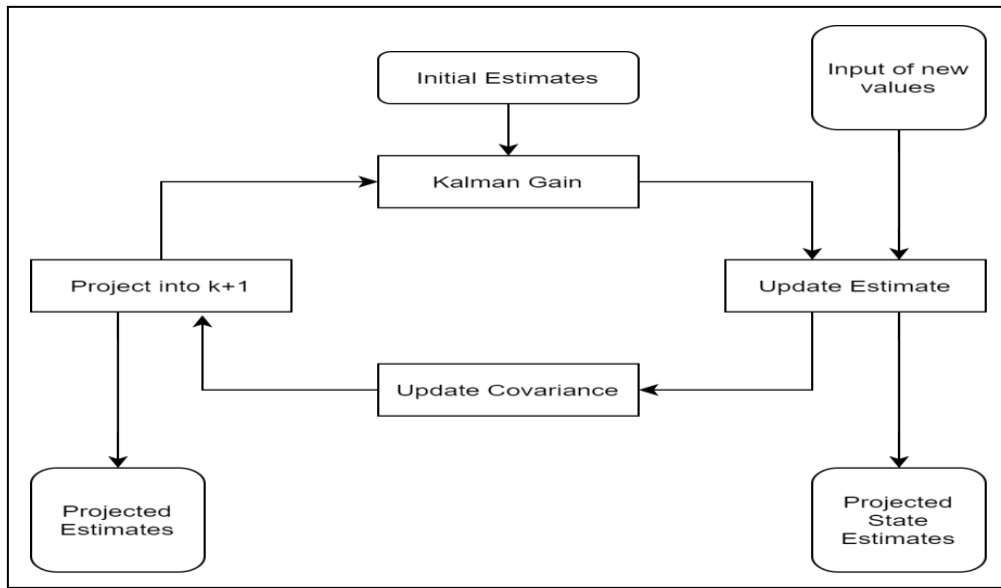 Initial Estimates
Input of new
values
Kalman Gain
Project into k+1
Update Estimate
Update Covariance
Projected
Estimates
Projected
State
Estimates